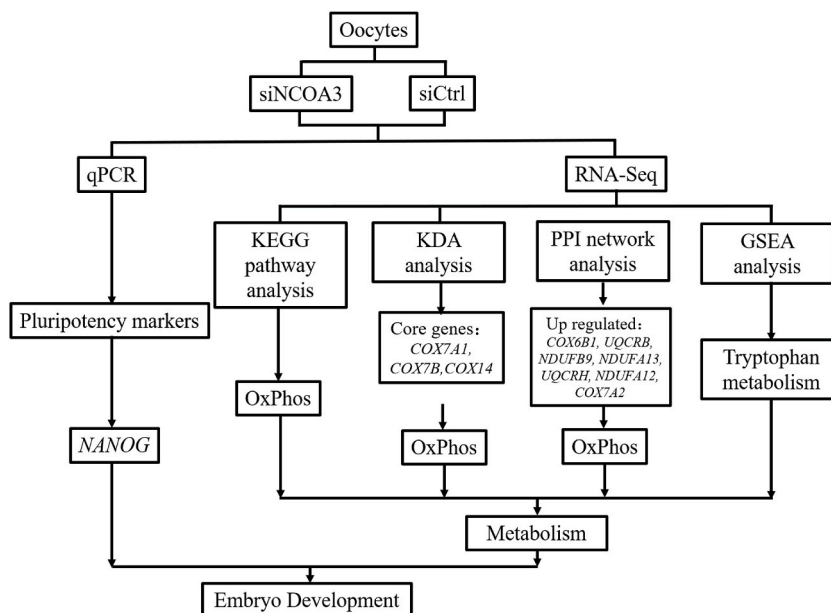 Oocytes
siNCOA3
siCtrl
qPCR
RNA-Seq
KEGG
pathway
analysis
KDA
analysis
PPI network
analysis
GSEA
analysis
Pluripotency markers
Core genes：
COX7A1,
COX7B,COX14
Up regulated:
COX6B1, UQCRB,
NDUFB9, NDUFA13,
UQCRH, NDUFA12,
COX7A2
Tryptophan
metabolism
OxPhos
NANOG
OxPhos
OxPhos
Metabolism
Embryo Development